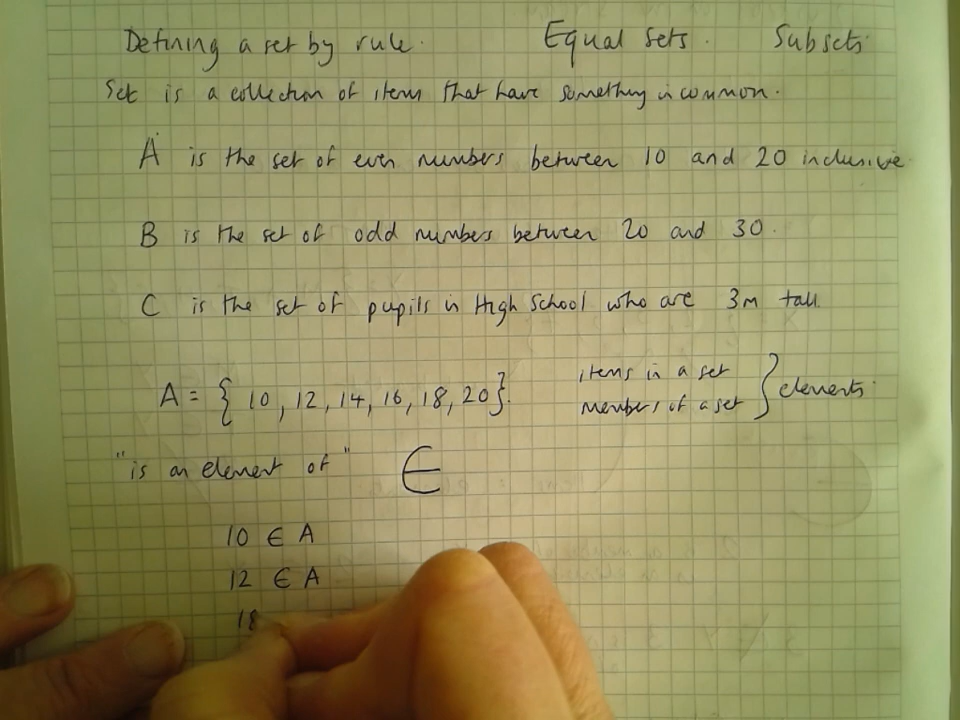 Defining a set by rule. Equal Sets. Subsets.
Set is a collection of items that have something in common.
A is the set of even numbers between 10 and 20 inclusive
B is the set of odd numbers between 20 and 30.
C is the set of pupils in High School who are 3m tall.
A = { 10, 12, 14, 16, 18, 20 }. items in a set
members of a set } elements.
"is an element of" ∈
10 ∈ A
12 ∈ A
18